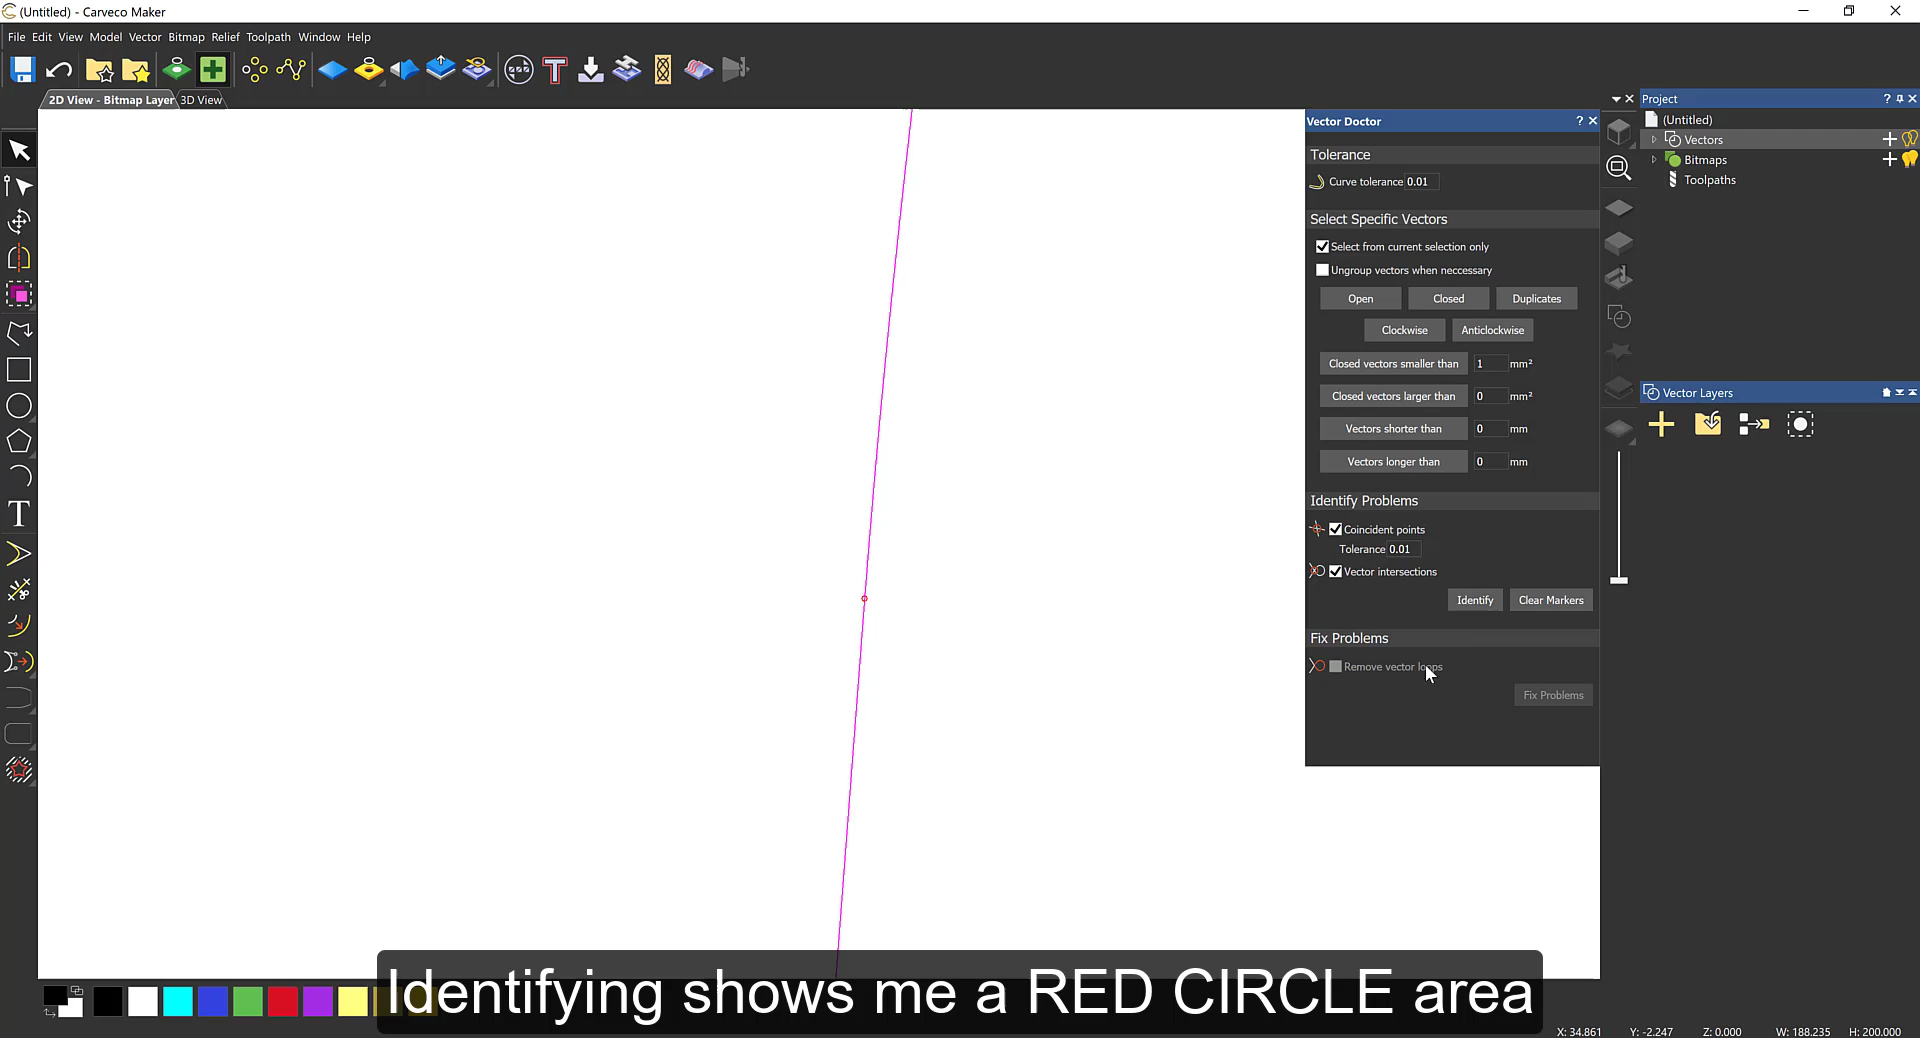 (Untitled) - Carveco Maker
File Edit View Model Vector Bitmap Relief Toolpath Window Help
2D View - Bitmap Layer 3D View
Vector Doctor ?
Tolerance
Curve tolerance 0.01
Select Specific Vectors
Select from current selection only
Ungroup vectors when neccessary
Open Closed Duplicates
Clockwise Anticlockwise
Closed vectors smaller than 1 mm²
Closed vectors larger than 0 mm²
Vectors shorter than 0 mm
Vectors longer than 0 mm
Identify Problems
Coincident points
Tolerance 0.01
Vector intersections
Identify Clear Markers
Fix Problems
Remove vector loops
Fix Problems
Project ?
(Untitled)
Vectors
Bitmaps
Toolpaths
Vector Layers
Identifying shows me a RED CIRCLE area
X: 34.861 Y: -2.247 Z: 0.000 W: 188.235 H: 200.000